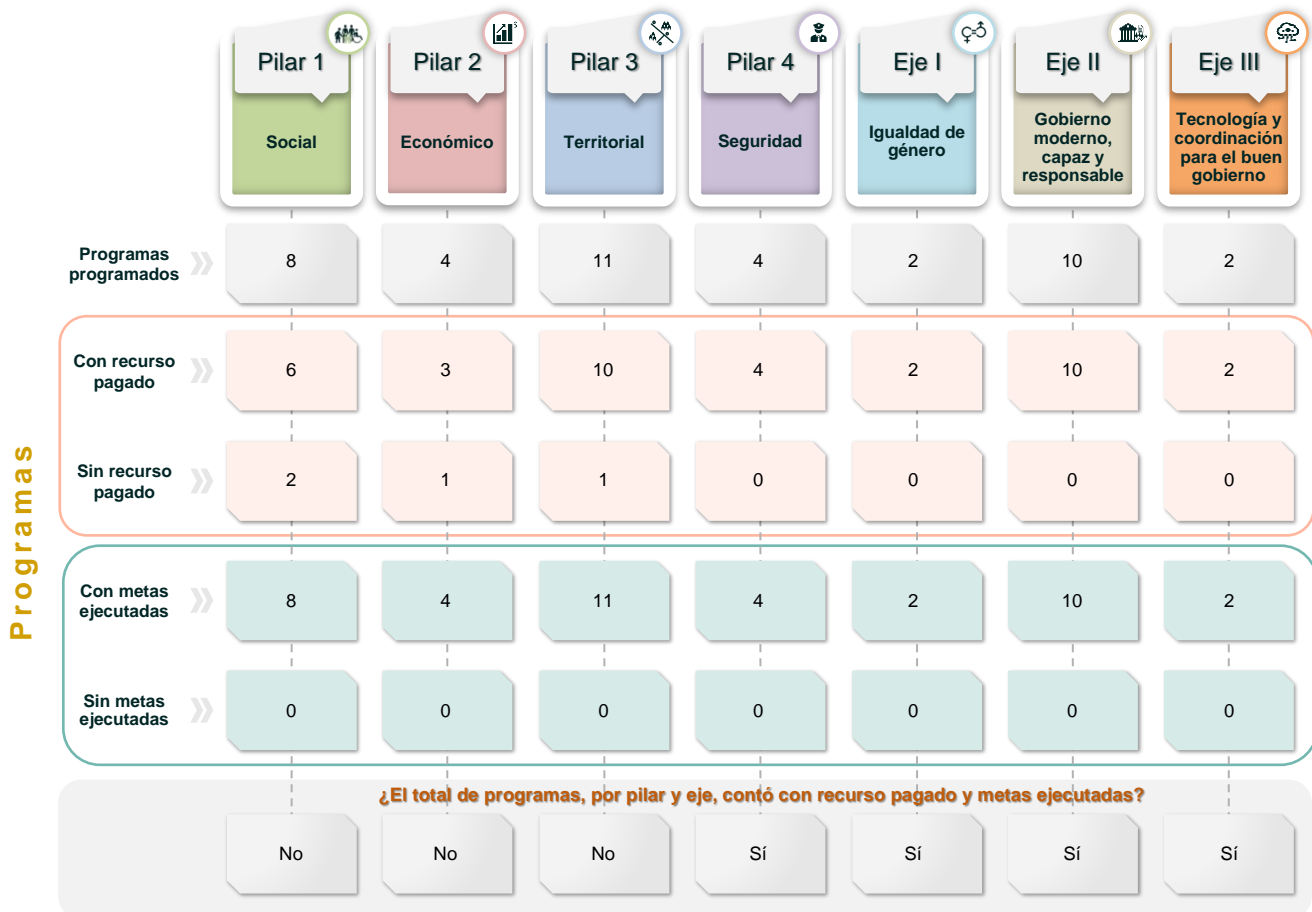 Pilar 1
Pilar 2
Pilar 3
Pilar 4
Eje I
Eje II
Eje III
Social
Económico
Territorial
Seguridad
Igualdad de
género
Gobierno
moderno,
capaz y
responsable
Tecnología y
coordinación
para el buen
gobierno
Programas
Programas
programados
8
4
11
4
2
10
2
Con recurso
pagado
6
3
10
4
2
10
2
Sin recurso
pagado
2
1
1
0
0
0
0
Con metas
ejecutadas
8
4
11
4
2
10
2
Sin metas
ejecutadas
0
0
0
0
0
0
0
¿El total de programas, por pilar y eje, contó con recurso pagado y metas ejecutadas?
No
No
No
Sí
Sí
Sí
Sí